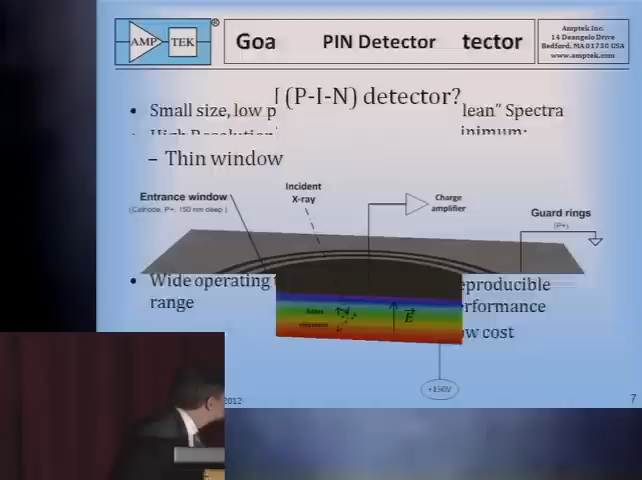 AMP TEK ®
Goa PIN Detector tector
Amptek Inc.
14 Deangelo Drive
Bedford, MA 01730 USA
www.amptek.com
(P-I-N) detector?
• Small size, low p lean" Spectra
• High Resolution inimum:
– Thin window
Incident
X-ray
Entrance window
(Cathode, P+, 150 nm deep)
Charge
amplifier
Guard rings
(P+)
• Wide operating eproducible
range erformance
E
w cost
+150V
2012
7